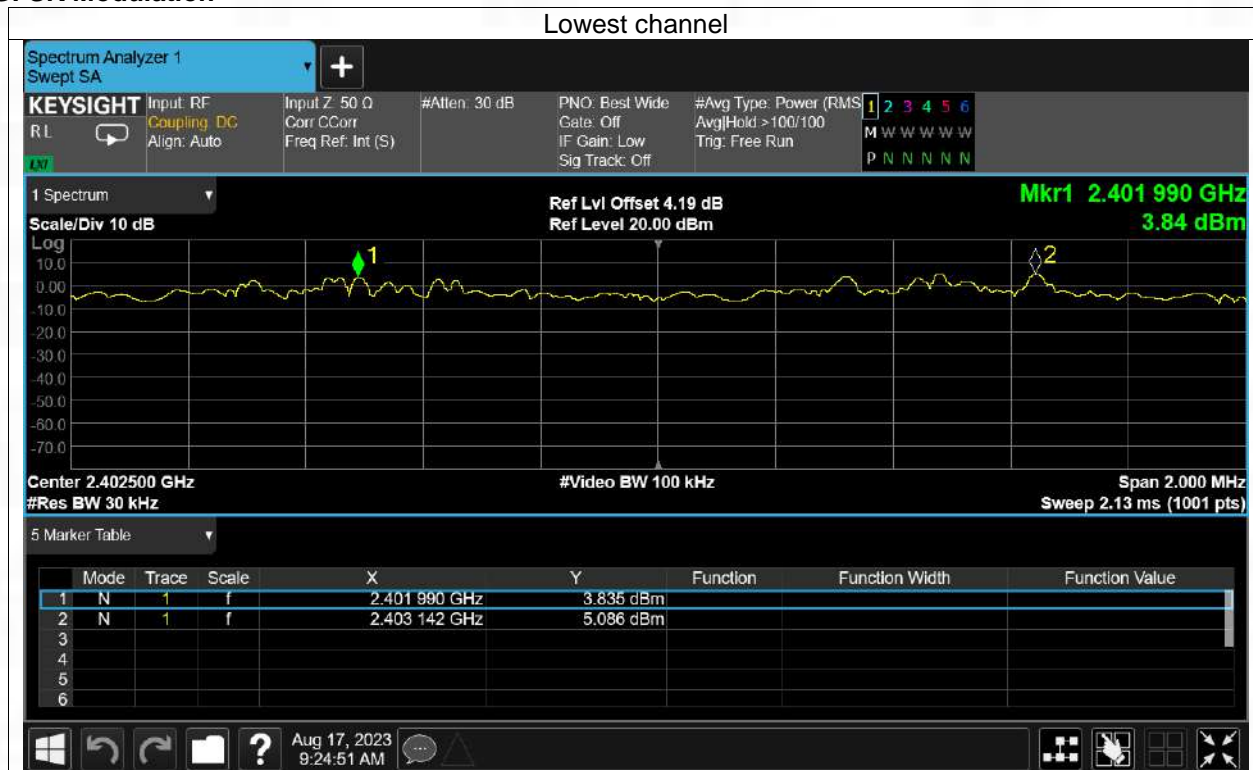 Lowest channel
Spectrum Analyzer 1
Swept SA
+
KEYSIGHT
RL
Input: RF
Coupling: DC
Align: Auto
Input Z: 50 Ω
Corr CCorr
Freq Ref: Int (S)
#Atten: 30 dB
PNO: Best Wide
Gate: Off
IF Gain: Low
Sig Track: Off
#Avg Type: Power (RMS
Avg|Hold:>100/100
Trig: Free Run
1 2 3 4 5 6
M W W W W W
P N N N N N
1 Spectrum
Scale/Div 10 dB
Ref Lvl Offset 4.19 dB
Ref Level 20.00 dBm
Mkr1 2.401 990 GHz
3.84 dBm
Log
10.0
0.00
-10.0
-20.0
-30.0
-40.0
-50.0
-60.0
-70.0
1
2
Center 2.402500 GHz
#Res BW 30 kHz
#Video BW 100 kHz
Span 2.000 MHz
Sweep 2.13 ms (1001 pts)
5 Marker Table
Mode Trace Scale X Y Function Function Width Function Value
1 N 1 f 2.401 990 GHz 3.835 dBm
2 N 1 f 2.403 142 GHz 5.086 dBm
3
4
5
6
?
Aug 17, 2023
9:24:51 AM